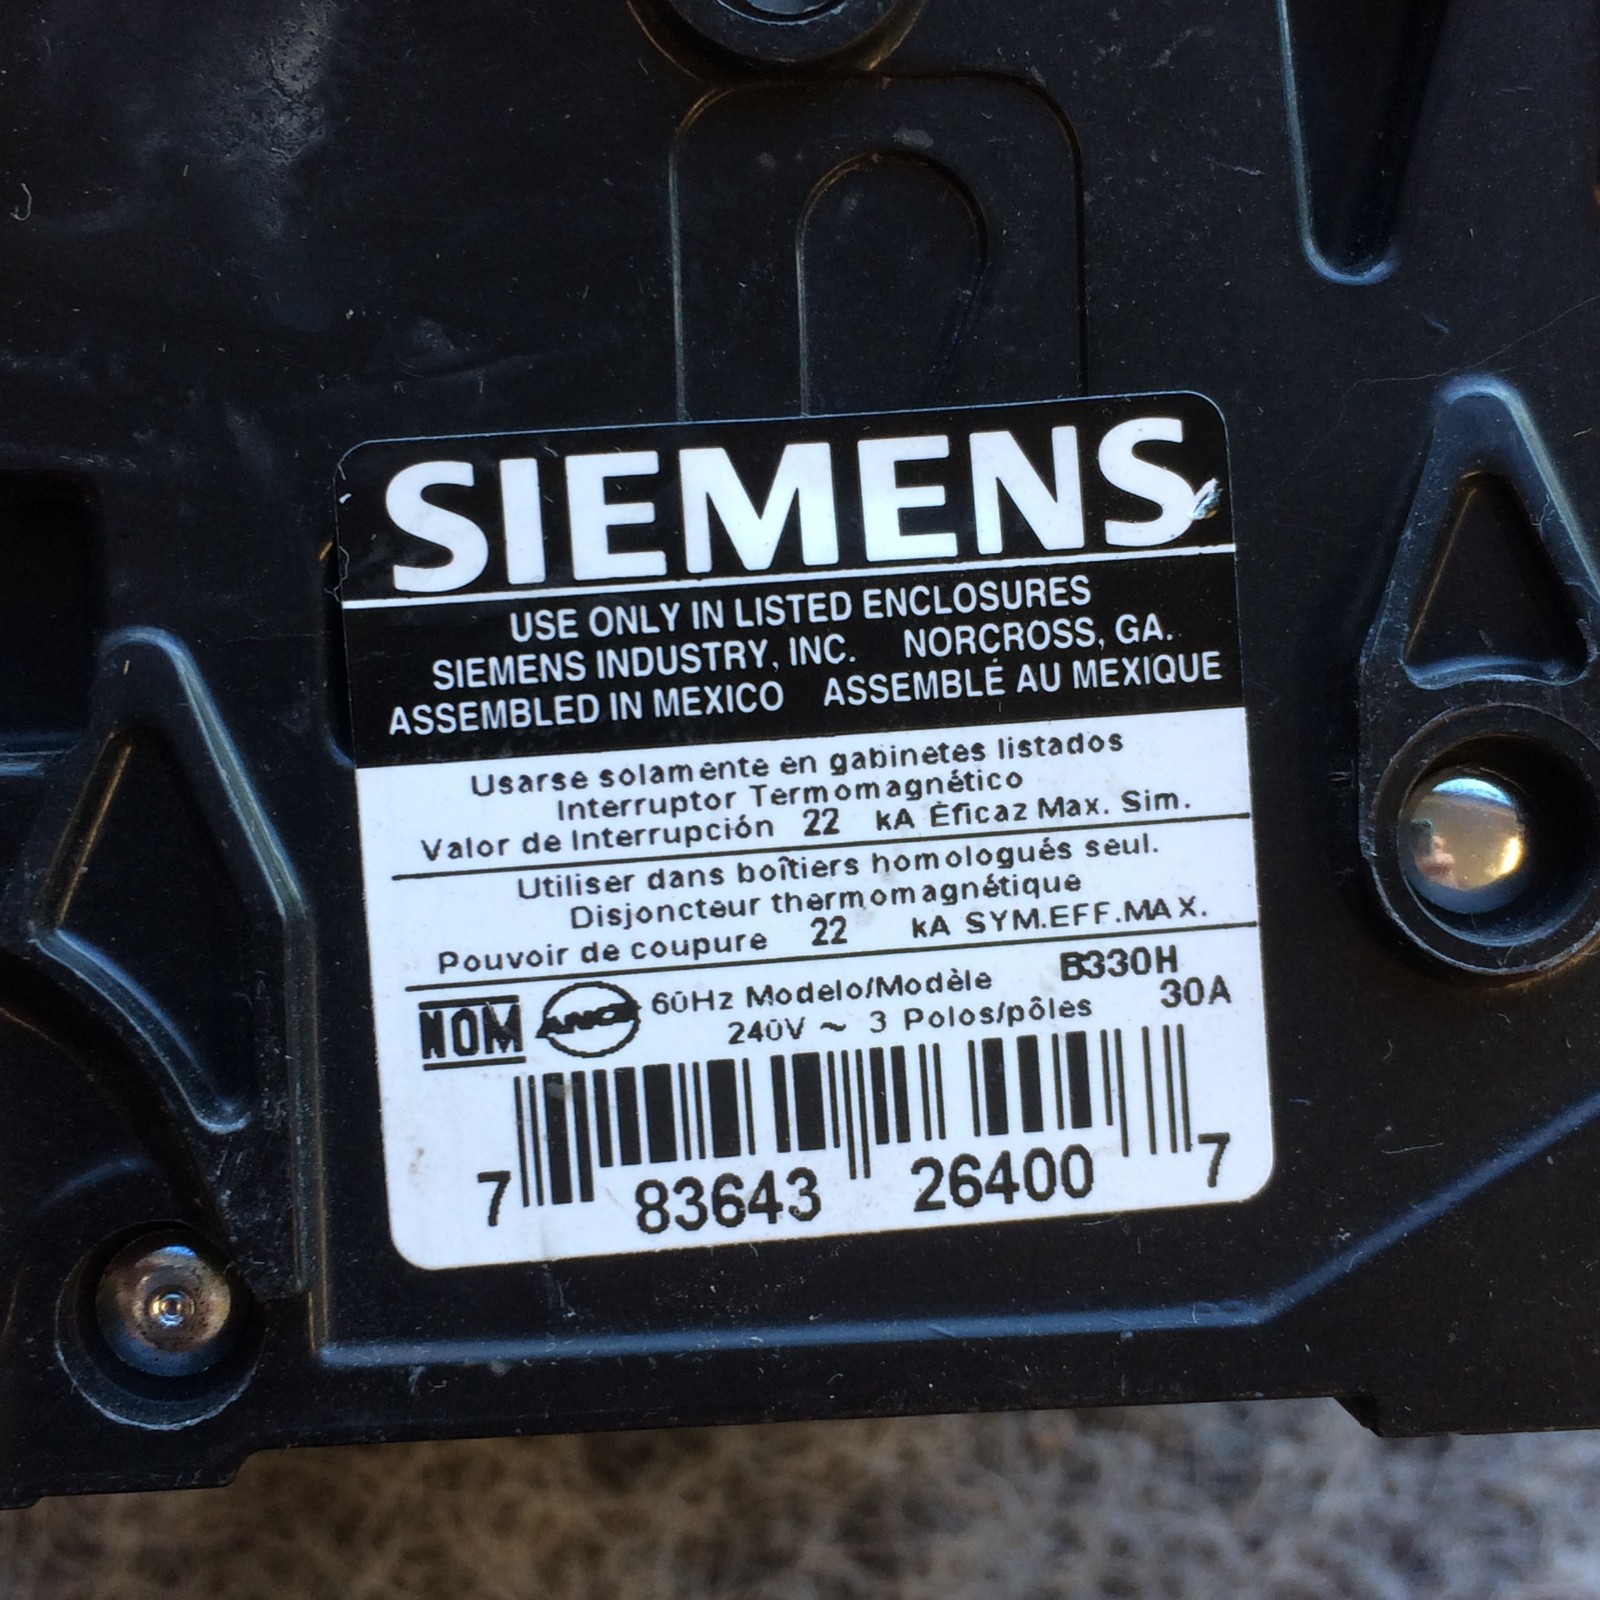 SIEMENS
USE ONLY IN LISTED ENCLOSURES
SIEMENS INDUSTRY, INC. NORCROSS, GA.
ASSEMBLED IN MEXICO ASSEMBLÉ AU MEXIQUE
Usarse solamente en gabinetes listados
Interruptor Termomagnético
Valor de Interrupción 22 kA Eficaz Max. Sim.
Utiliser dans boîtiers homologués seul.
Disjoncteur thermomagnétique
Pouvoir de coupure 22 kA SYM.EFF.MAX.
NOM ANCE 60Hz Modelo/Modèle B330H
240V ~ 3 Polos/pôles 30A
7 83643 26400 7